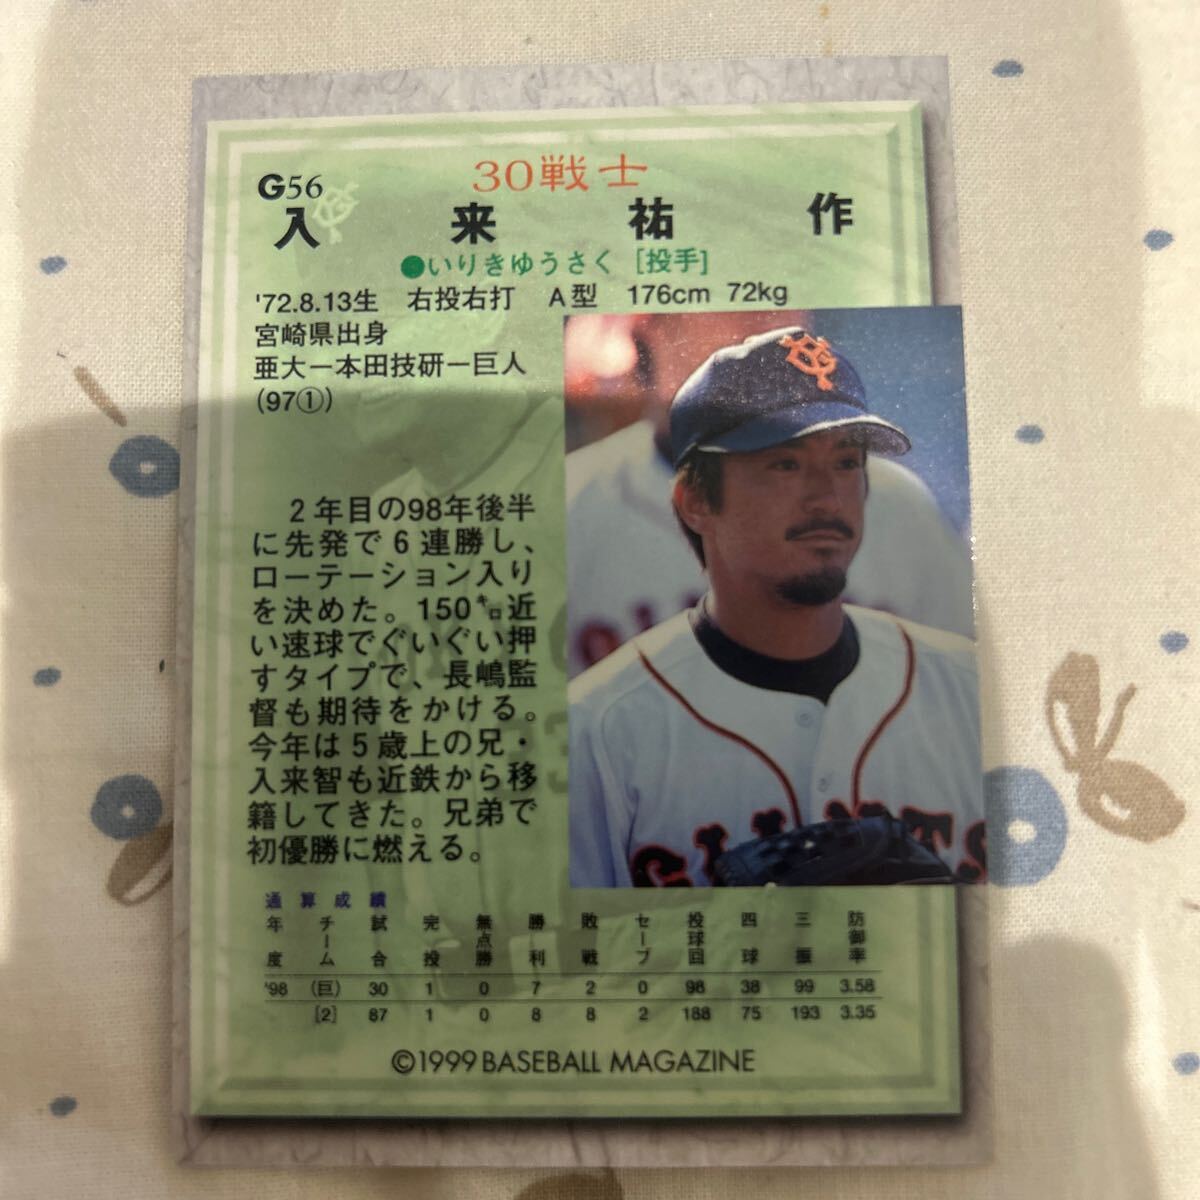 30戦士
G56
入来祐作
●いりきゆうさく [投手]
'72.8.13生 右投右打 A型 176cm 72kg
宮崎県出身
亜大ー本田技研ー巨人
(97①)
2年目の98年後半
に先発で6連勝し、
ローテーション入り
を決めた。150㌔近
い速球でぐいぐい押
すタイプで、長嶋監
督も期待をかける。
今年は5歳上の兄・
入来智も近鉄から移
籍してきた。兄弟で
初優勝に燃える。
GIANTS
通算成績
年度 チーム 試合 完投 無点勝 勝利 敗戦 セーブ 投球回 四球 三振 防御率
'98 (巨) 30 1 0 7 2 0 98 38 99 3.58
[2] 87 1 0 8 8 2 188 75 193 3.35
©1999 BASEBALL MAGAZINE